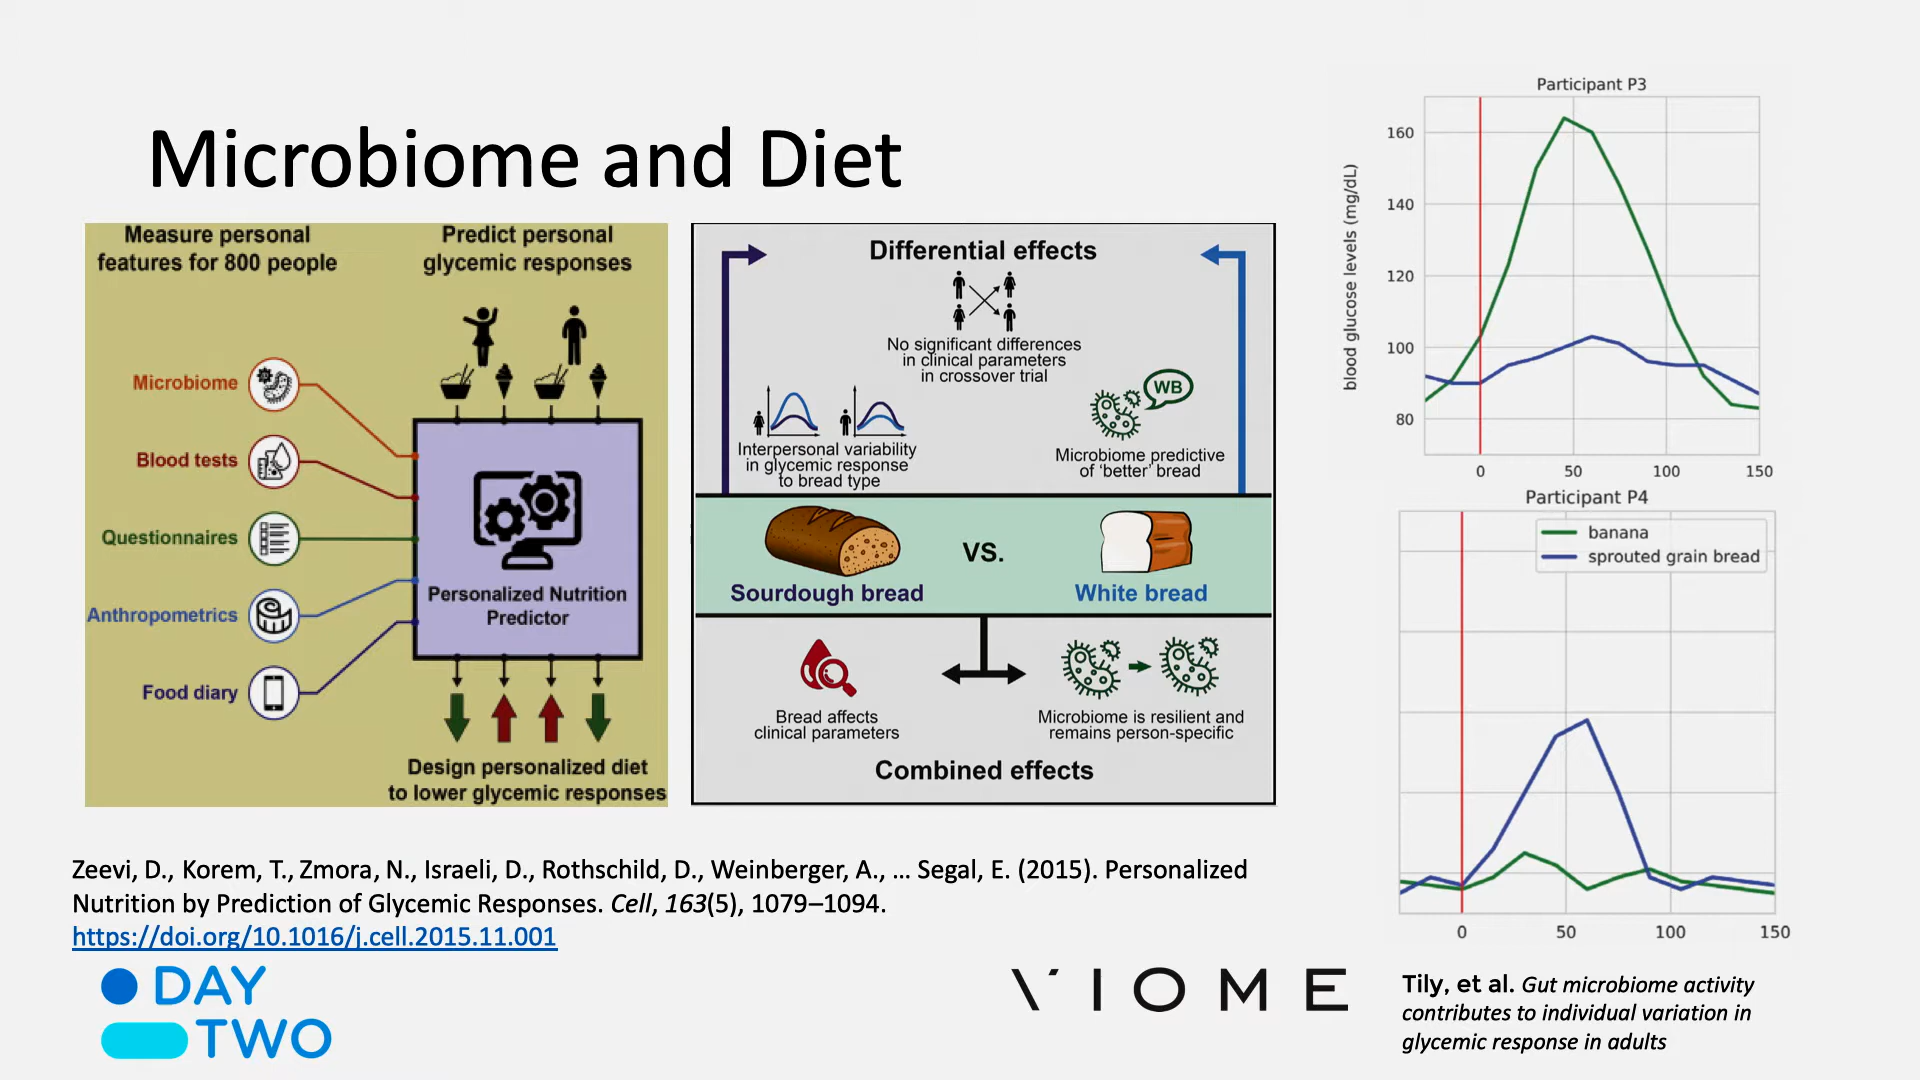 Microbiome and Diet
Measure personal
features for 800 people
Predict personal
glycemic responses
Microbiome
Blood tests
Questionnaires
Anthropometrics
Food diary
Personalized Nutrition
Predictor
Design personalized diet
to lower glycemic responses
Differential effects
No significant differences
in clinical parameters
in crossover trial
WB
Interpersonal variability
in glycemic response
to bread type
Microbiome predictive
of ‘better’ bread
VS.
Sourdough bread
White bread
Bread affects
clinical parameters
Microbiome is resilient and
remains person-specific
Combined effects
Participant P3
blood glucose levels (mg/dL)
160
140
120
100
80
0 50 100 150
Participant P4
banana
sprouted grain bread
0 50 100 150
Zeevi, D., Korem, T., Zmora, N., Israeli, D., Rothschild, D., Weinberger, A., … Segal, E. (2015). Personalized
Nutrition by Prediction of Glycemic Responses. Cell, 163(5), 1079–1094.
https://doi.org/10.1016/j.cell.2015.11.001
DAY
TWO
VIOME
Tily, et al. Gut microbiome activity
contributes to individual variation in
glycemic response in adults